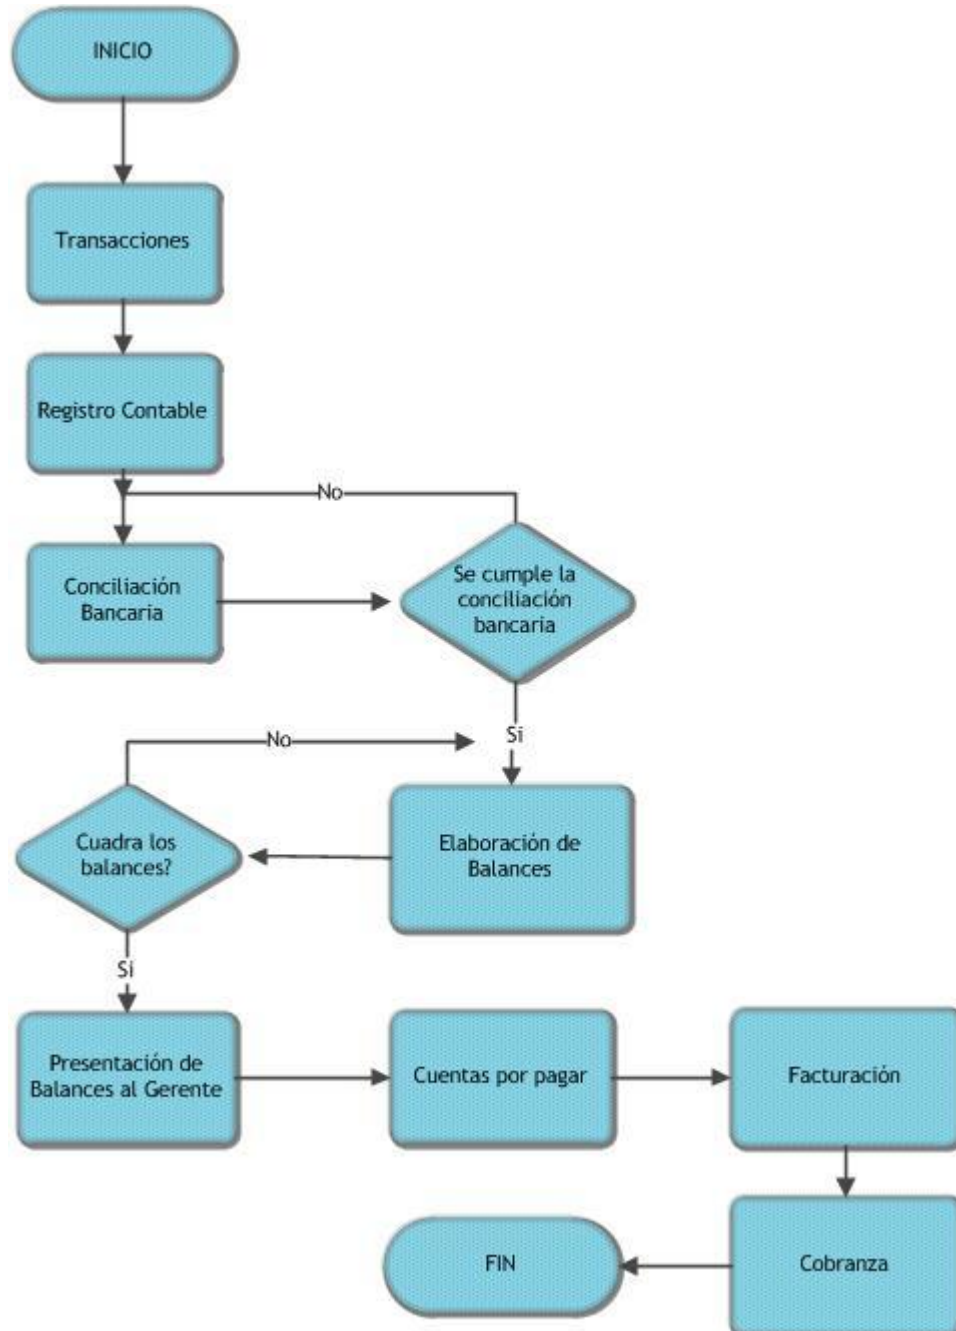 INICIO
Transacciones
Registro Contable
No
Conciliación
Bancaria
Se cumple la
conciliación
bancaria
Si
No
Cuadra los
balances?
Elaboración de
Balances
Si
Presentación de
Balances al Gerente
Cuentas por pagar
Facturación
Cobranza
FIN